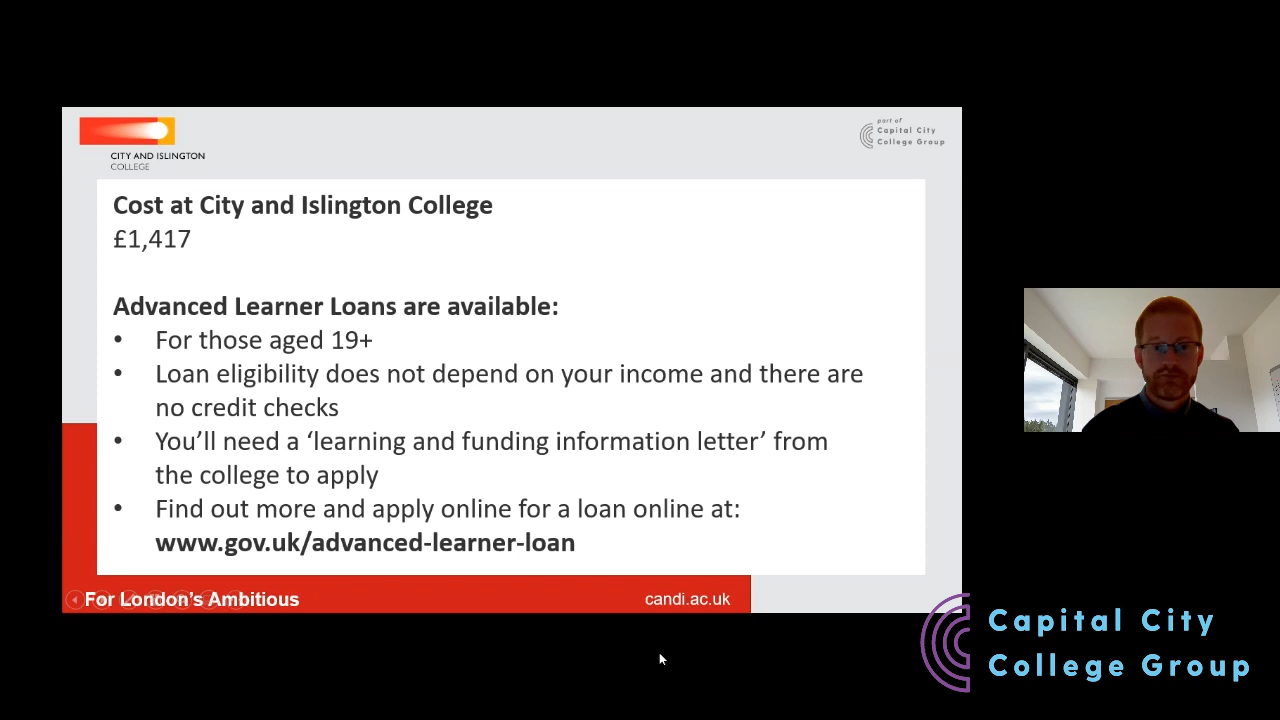 CITY AND ISLINGTON
COLLEGE
part of
Capital City
College Group
Cost at City and Islington College
£1,417
Advanced Learner Loans are available:
• For those aged 19+
• Loan eligibility does not depend on your income and there are
no credit checks
• You’ll need a ‘learning and funding information letter’ from
the college to apply
• Find out more and apply online for a loan online at:
www.gov.uk/advanced-learner-loan
For London’s Ambitious
candi.ac.uk
Capital City
College Group